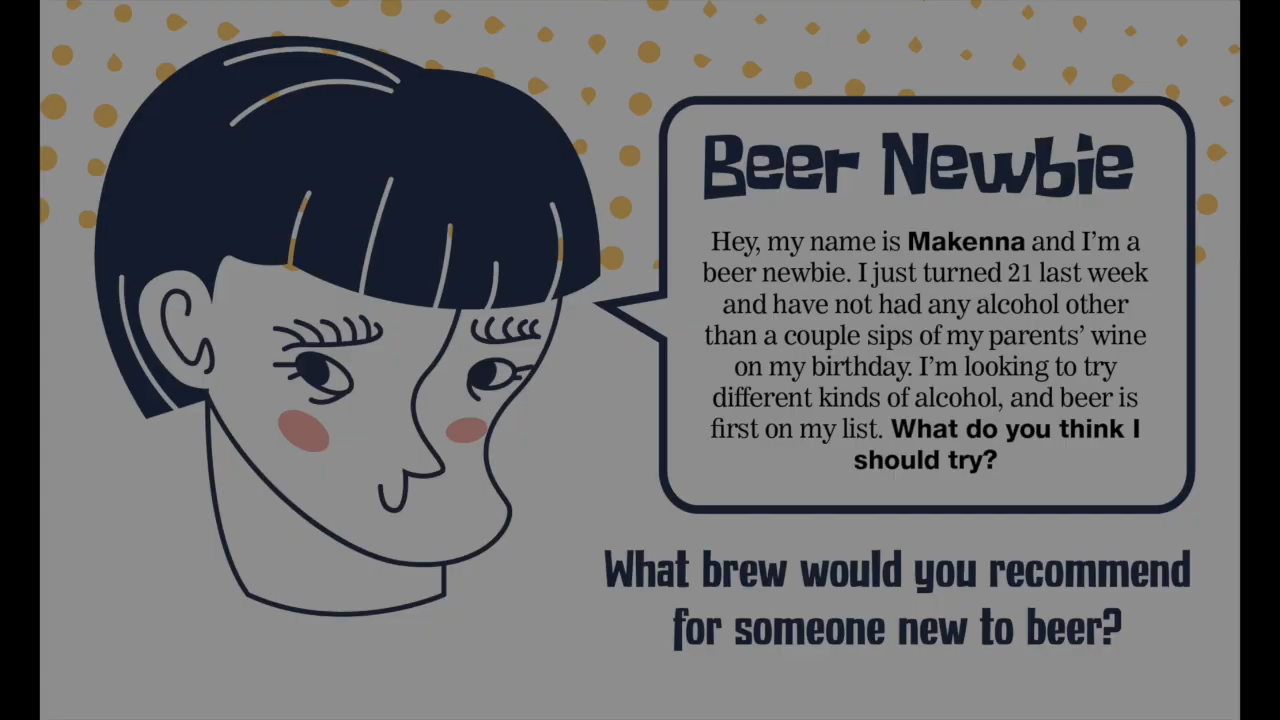 Beer Newbie
Hey, my name is Makenna and I’m a
beer newbie. I just turned 21 last week
and have not had any alcohol other
than a couple sips of my parents’ wine
on my birthday. I’m looking to try
different kinds of alcohol, and beer is
first on my list. What do you think I
should try?
What brew would you recommend
for someone new to beer?